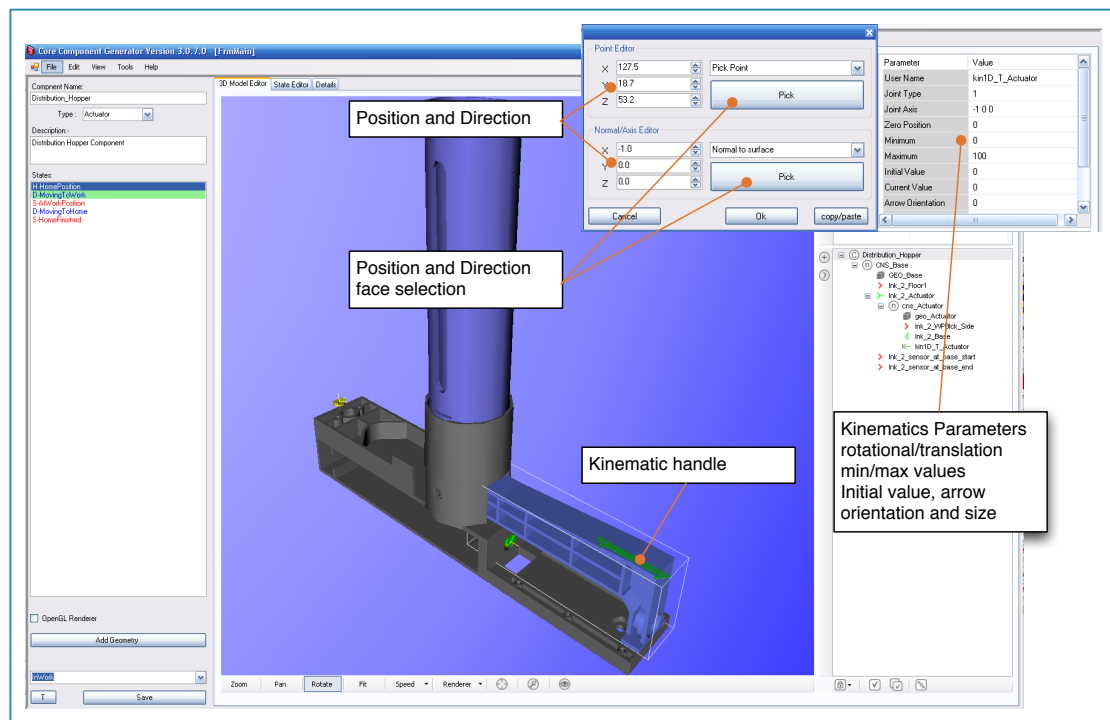 Core Component Generator Version 3.0.7.0 - [FrmMain]
File Edit View Tools Help
Compnent Name:
Distribution_Hopper
Type : Actuator
Description:-
Distribution Hopper Component
States:
H-HomePosition
D-MovingToWork
S-AtWorkPosition
D-MovingToHome
S-HomeFinished
OpenGL Renderer
Add Geometry
InWork
T Save
3D Model Editor State Editor Details
Position and Direction
Position and Direction
face selection
Kinematic handle
Zoom Pan Rotate Fit Speed Renderer
Point Editor
X 127.5 Pick Point
Y 18.7 Pick
Z 53.2
Normal/Axis Editor
X -1.0 Normal to surface
Y 0.0 Pick
Z 0.0
Cancel Ok copy/paste
Parameter Value
User Name kin1D_T_Actuator
Joint Type 1
Joint Axis -1 0 0
Zero Position 0
Minimum 0
Maximum 100
Initial Value 0
Current Value 0
Arrow Orientation 0
C Distribution_Hopper
n CNS_Base
GEO_Base
lnk_2_Floor1
lnk_2_Actuator
n cns_Actuator
geo_Actuator
lnk_2_Base
kin1D_T_Actuator
lnk_2_sensor_at_base_start
lnk_2_sensor_at_base_end
Kinematics Parameters
rotational/translation
min/max values
Initial value, arrow
orientation and size